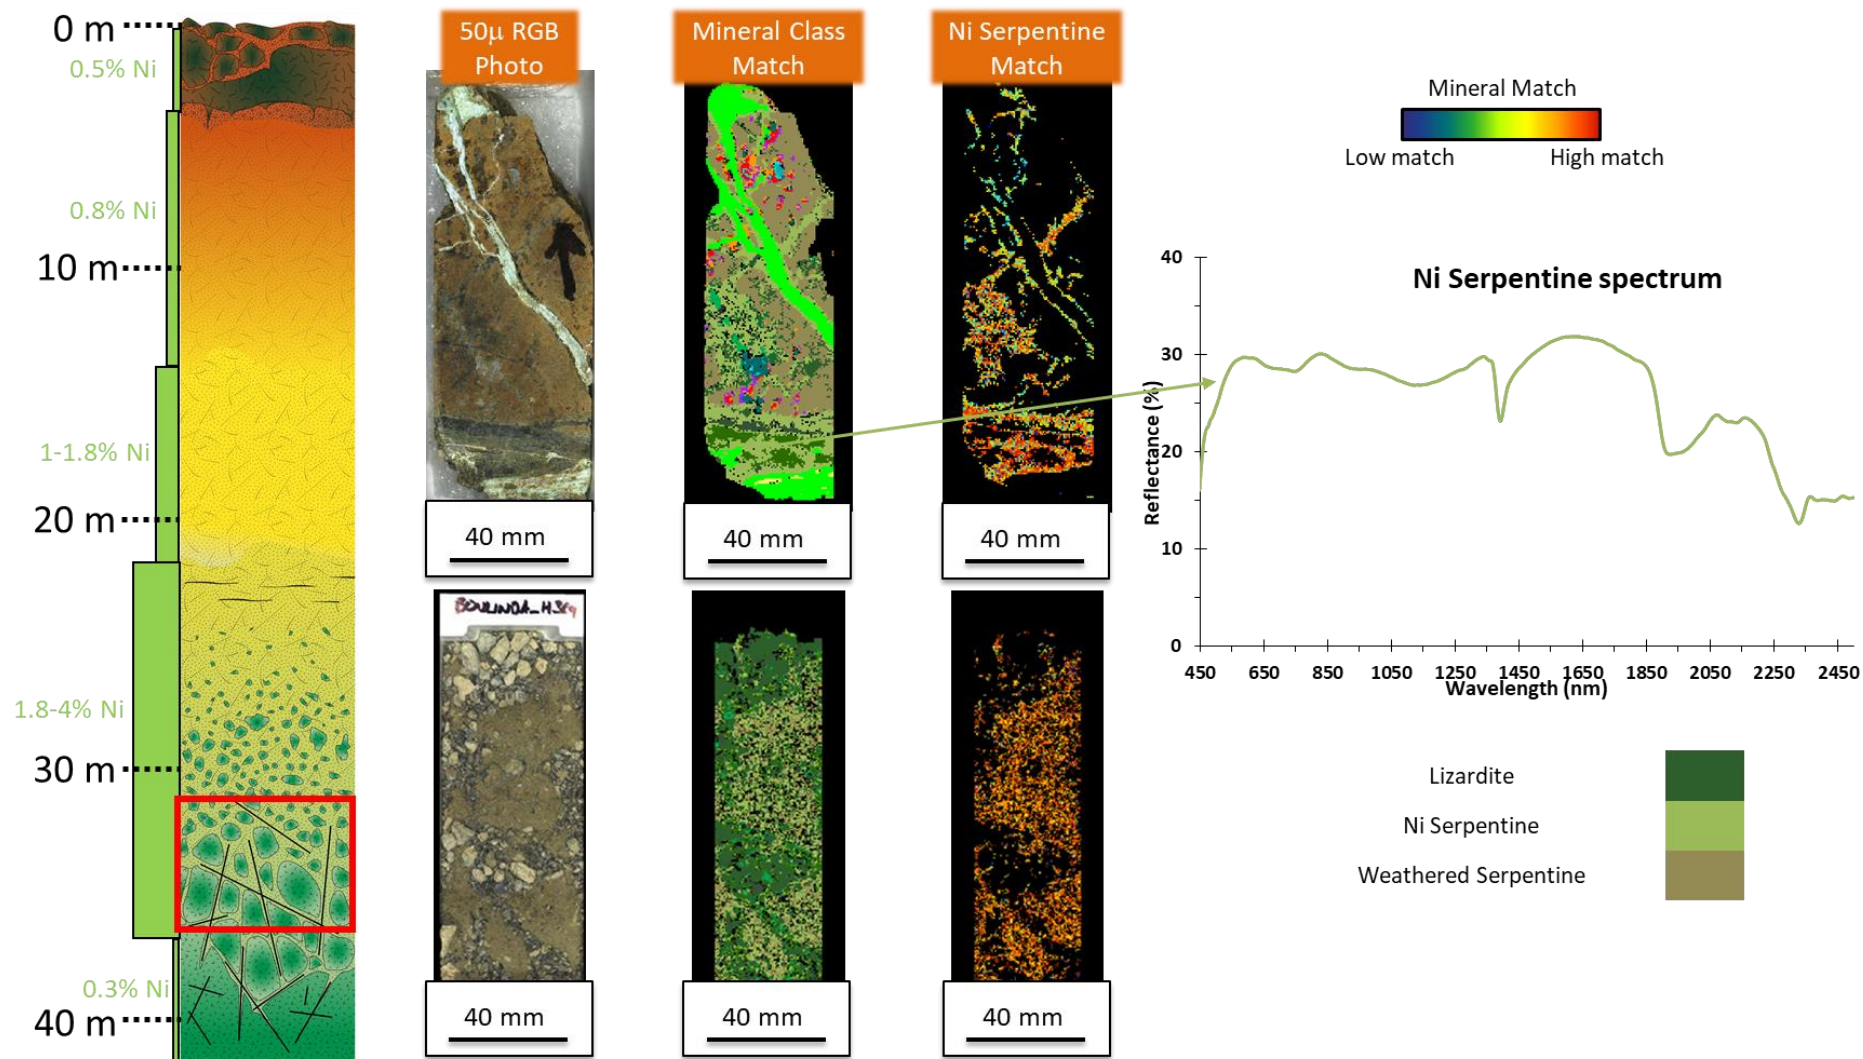 0 m
0.5% Ni
0.8% Ni
10 m
1-1.8% Ni
20 m
1.8-4% Ni
30 m
0.3% Ni
40 m
50µ RGB
Photo
Mineral Class
Match
Ni Serpentine
Match
40 mm
40 mm
40 mm
BOULINDA_H3
40 mm
40 mm
40 mm
Mineral Match
Low match
High match
Ni Serpentine spectrum
Reflectance (%)
40
30
20
10
0
450 650 850 1050 1250 1450 1650 1850 2050 2250 2450
Wavelength (nm)
Lizardite
Ni Serpentine
Weathered Serpentine